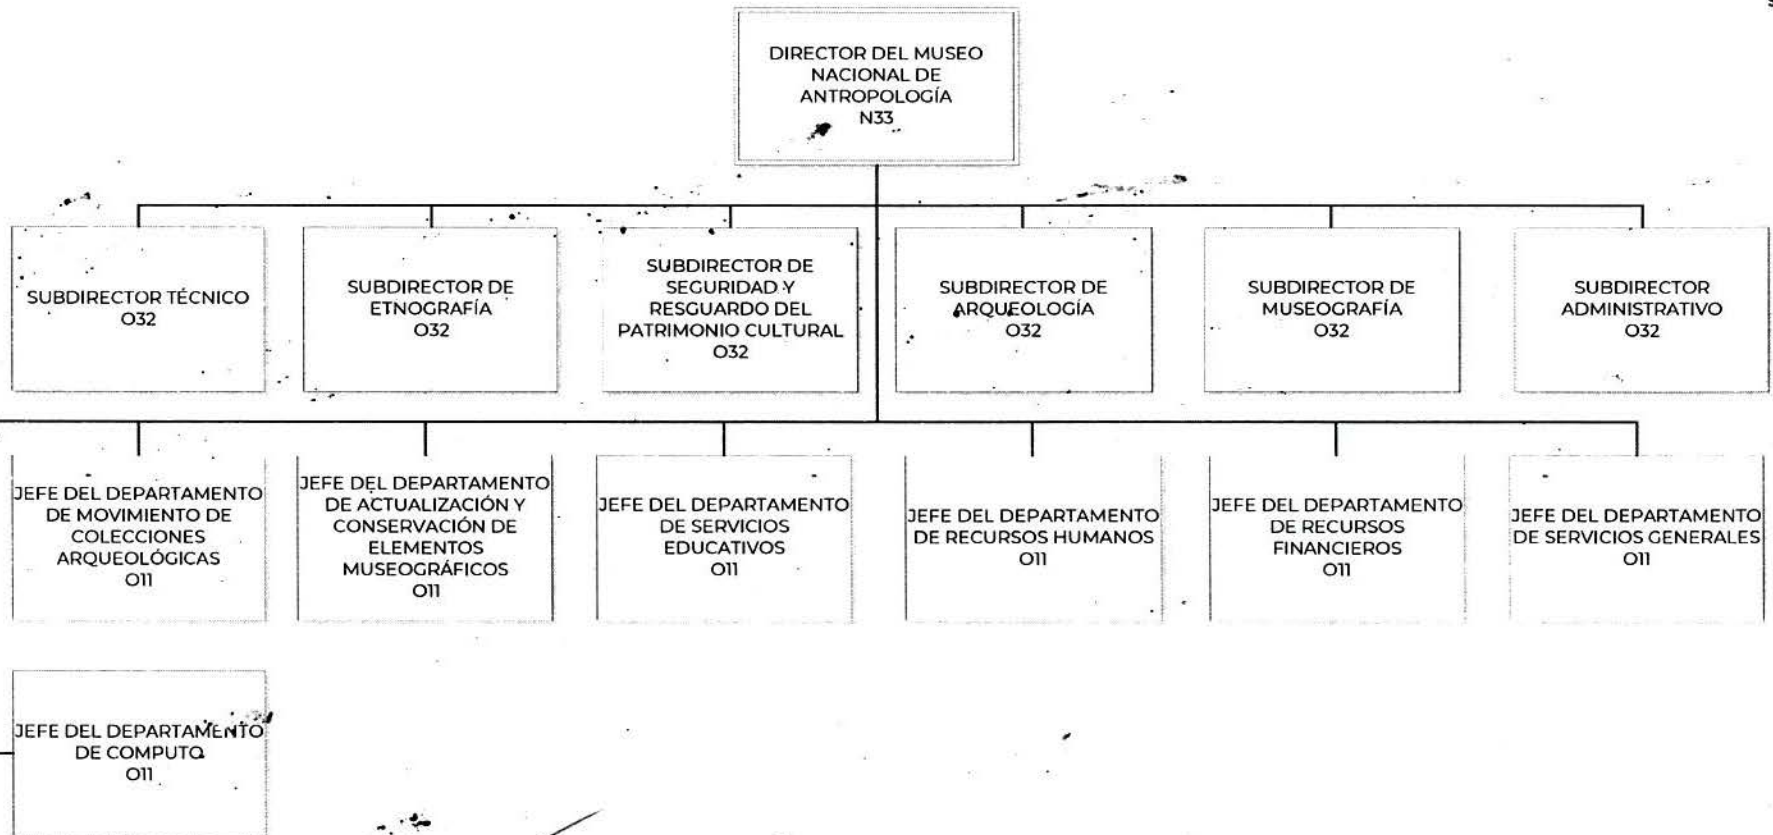 DIRECTOR DEL MUSEO
NACIONAL DE
ANTROPOLOGÍA
N33
SUBDIRECTOR TÉCNICO
O32
SUBDIRECTOR DE
ETNOGRAFÍA
O32
SUBDIRECTOR DE
SEGURIDAD Y
RESGUARDO DEL
PATRIMONIO CULTURAL
O32
SUBDIRECTOR DE
ARQUEOLOGÍA
O32
SUBDIRECTOR DE
MUSEOGRAFÍA
O32
SUBDIRECTOR
ADMINISTRATIVO
O32
JEFE DEL DEPARTAMENTO
DE MOVIMIENTO DE
COLECCIONES
ARQUEOLÓGICAS
O11
JEFE DEL DEPARTAMENTO
DE ACTUALIZACIÓN Y
CONSERVACIÓN DE
ELEMENTOS
MUSEOGRÁFICOS
O11
JEFE DEL DEPARTAMENTO
DE SERVICIOS
EDUCATIVOS
O11
JEFE DEL DEPARTAMENTO
DE RECURSOS HUMANOS
O11
JEFE DEL DEPARTAMENTO
DE RECURSOS
FINANCIEROS
O11
JEFE DEL DEPARTAMENTO
DE SERVICIOS GENERALES
O11
JEFE DEL DEPARTAMENTO
DE COMPUTO
O11